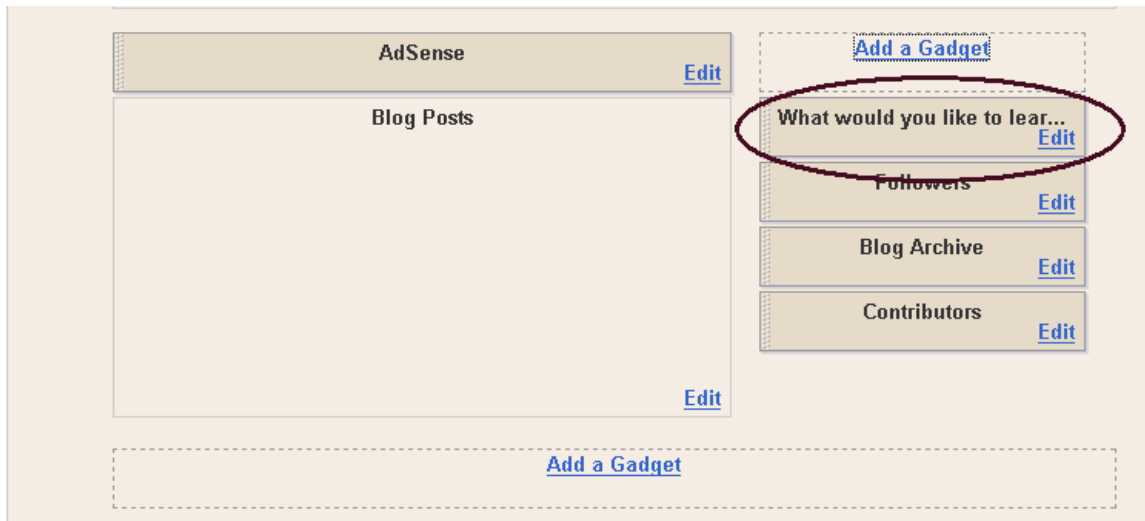 AdSense
Edit
Blog Posts
Edit
Add a Gadget
What would you like to lear...
Edit
Followers
Edit
Blog Archive
Edit
Contributors
Edit
Add a Gadget